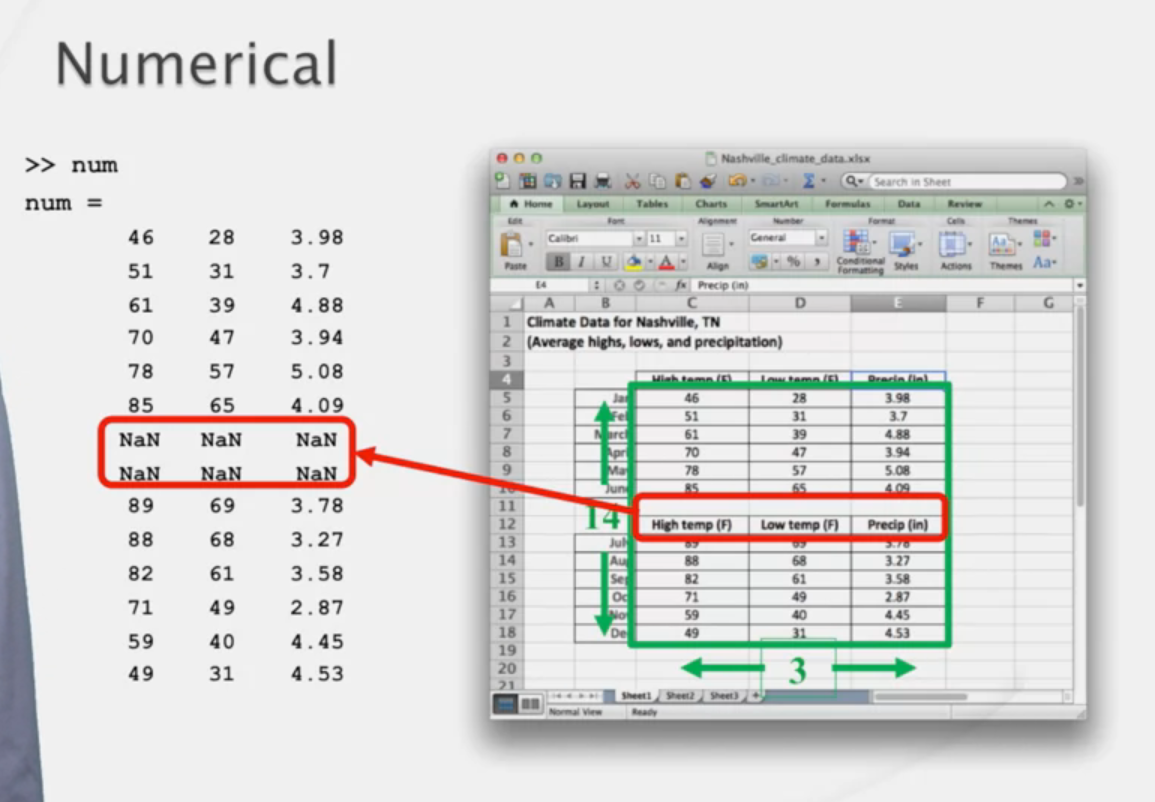 Numerical
>> num
num =
46 28 3.98
51 31 3.7
61 39 4.88
70 47 3.94
78 57 5.08
85 65 4.09
NaN NaN NaN
NaN NaN NaN
89 69 3.78
88 68 3.27
82 61 3.58
71 49 2.87
59 40 4.45
49 31 4.53
Nashville_climate_data.xlsx
Search in Sheet
Home Layout Tables Charts SmartArt Formulas Data Review
Edit Font Alignment Number Format Cells Themes
Calibri 11 General
Paste B I U A Align % Conditional Formatting Styles Actions Themes Aa
E4 fx Precip (in)
A B C D E F G
1 Climate Data for Nashville, TN
2 (Average highs, lows, and precipitation)
3
4 High temp (F) Low temp (F) Precip (in)
5 Jan 46 28 3.98
6 Feb 51 31 3.7
7 March 61 39 4.88
8 April 70 47 3.94
9 May 78 57 5.08
10 June 85 65 4.09
11
14
12 High temp (F) Low temp (F) Precip (in)
13 July 89 69 3.78
14 Aug 88 68 3.27
15 Sep 82 61 3.58
16 Oc 71 49 2.87
17 Nov 59 40 4.45
18 De 49 31 4.53
19
20
3
21
Sheet1 Sheet2 Sheet3 +
Normal View Ready